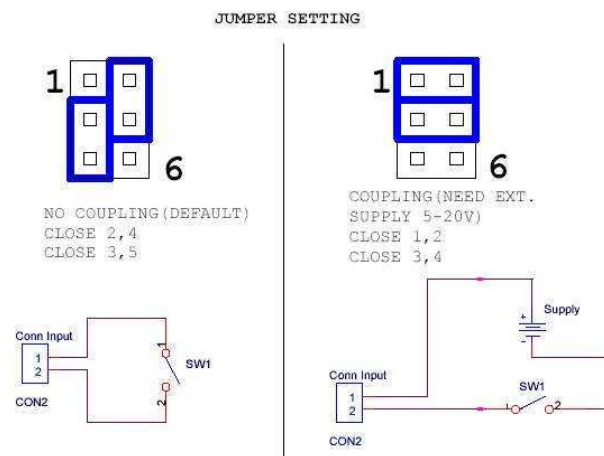 JUMPER SETTING
1
6
NO COUPLING(DEFAULT)
CLOSE 2,4
CLOSE 3,5
Conn Input
1
2
CON2
1
SW1
2
1
6
COUPLING(NEED EXT.
SUPPLY 5-20V)
CLOSE 1,2
CLOSE 3,4
+
Supply
-
Conn Input
1
2
CON2
SW1
1
2